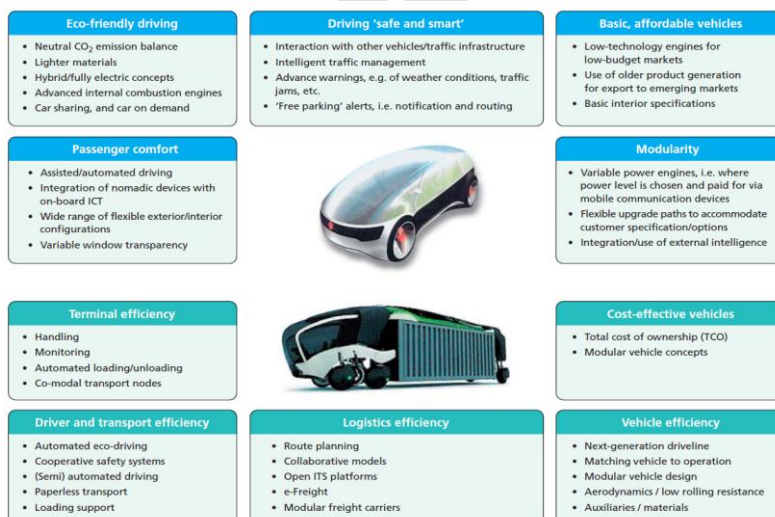 Eco-friendly driving
• Neutral CO2 emission balance
• Lighter materials
• Hybrid/fully electric concepts
• Advanced internal combustion engines
• Car sharing, and car on demand
Driving ‘safe and smart’
• Interaction with other vehicles/traffic infrastructure
• Intelligent traffic management
• Advance warnings, e.g. of weather conditions, traffic
jams, etc.
• ‘Free parking’ alerts, i.e. notification and routing
Basic, affordable vehicles
• Low-technology engines for
low-budget markets
• Use of older product generation
for export to emerging markets
• Basic interior specifications
Passenger comfort
• Assisted/automated driving
• Integration of nomadic devices with
on-board ICT
• Wide range of flexible exterior/interior
configurations
• Variable window transparency
Modularity
• Variable power engines, i.e. where
power level is chosen and paid for via
mobile communication devices
• Flexible upgrade paths to accommodate
customer specification/options
• Integration/use of external intelligence
Terminal efficiency
• Handling
• Monitoring
• Automated loading/unloading
• Co-modal transport nodes
Cost-effective vehicles
• Total cost of ownership (TCO)
• Modular vehicle concepts
Driver and transport efficiency
• Automated eco-driving
• Cooperative safety systems
• (Semi) automated driving
• Paperless transport
• Loading support
Logistics efficiency
• Route planning
• Collaborative models
• Open ITS platforms
• e-Freight
• Modular freight carriers
Vehicle efficiency
• Next-generation driveline
• Matching vehicle to operation
• Modular vehicle design
• Aerodynamics / low rolling resistance
• Auxiliaries / materials